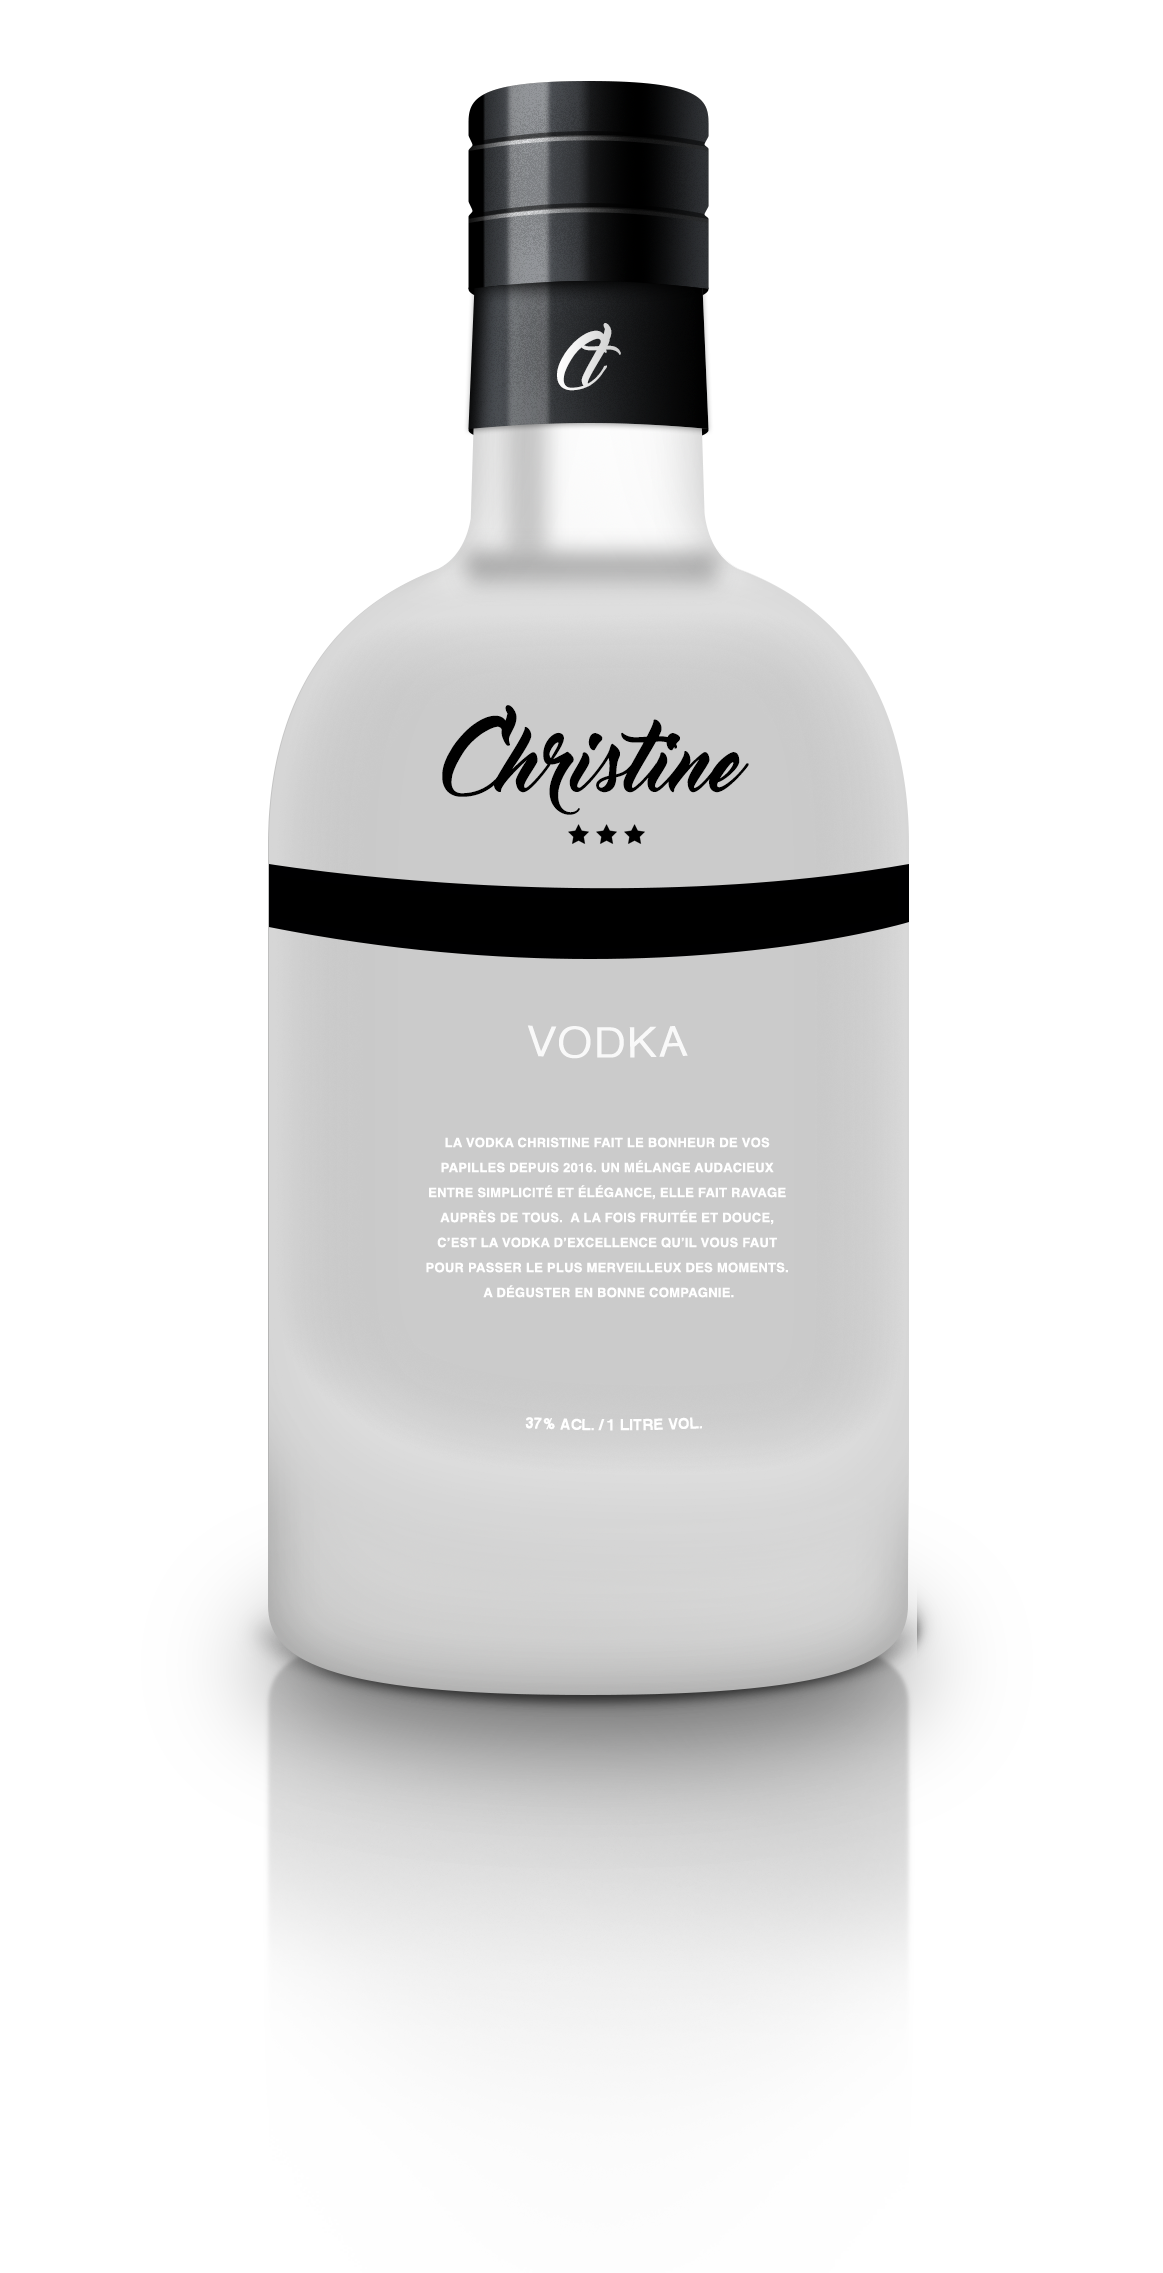 Ct
Christine
★★★
VODKA
LA VODKA CHRISTINE FAIT LE BONHEUR DE VOS
PAPILLES DEPUIS 2016. UN MÉLANGE AUDACIEUX
ENTRE SIMPLICITÉ ET ÉLÉGANCE, ELLE FAIT RAVAGE
AUPRÈS DE TOUS.  A LA FOIS FRUITÉE ET DOUCE,
C'EST LA VODKA D'EXCELLENCE QU'IL VOUS FAUT
POUR PASSER LE PLUS MERVEILLEUX DES MOMENTS.
A DÉGUSTER EN BONNE COMPAGNIE.
37% ACL. / 1 LITRE VOL.